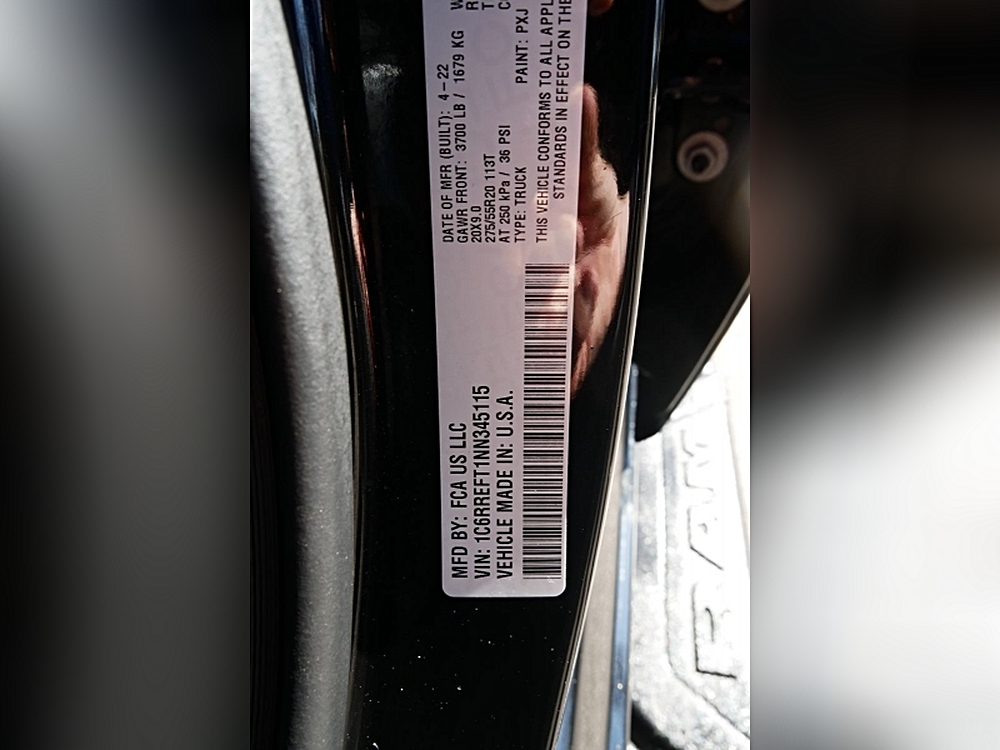 MFD BY: FCA US LLC
VIN: 1C6RREFT1NN345115
VEHICLE MADE IN: U.S.A.
DATE OF MFR (BUILT): 4-22
GAWR FRONT: 3700 LB / 1679 KG
20X9.0
275/55R20 113T
AT 250 kPa / 36 PSI
TYPE: TRUCK
PAINT: PXJ
THIS VEHICLE CONFORMS TO ALL APPL
STANDARDS IN EFFECT ON THE
RAM